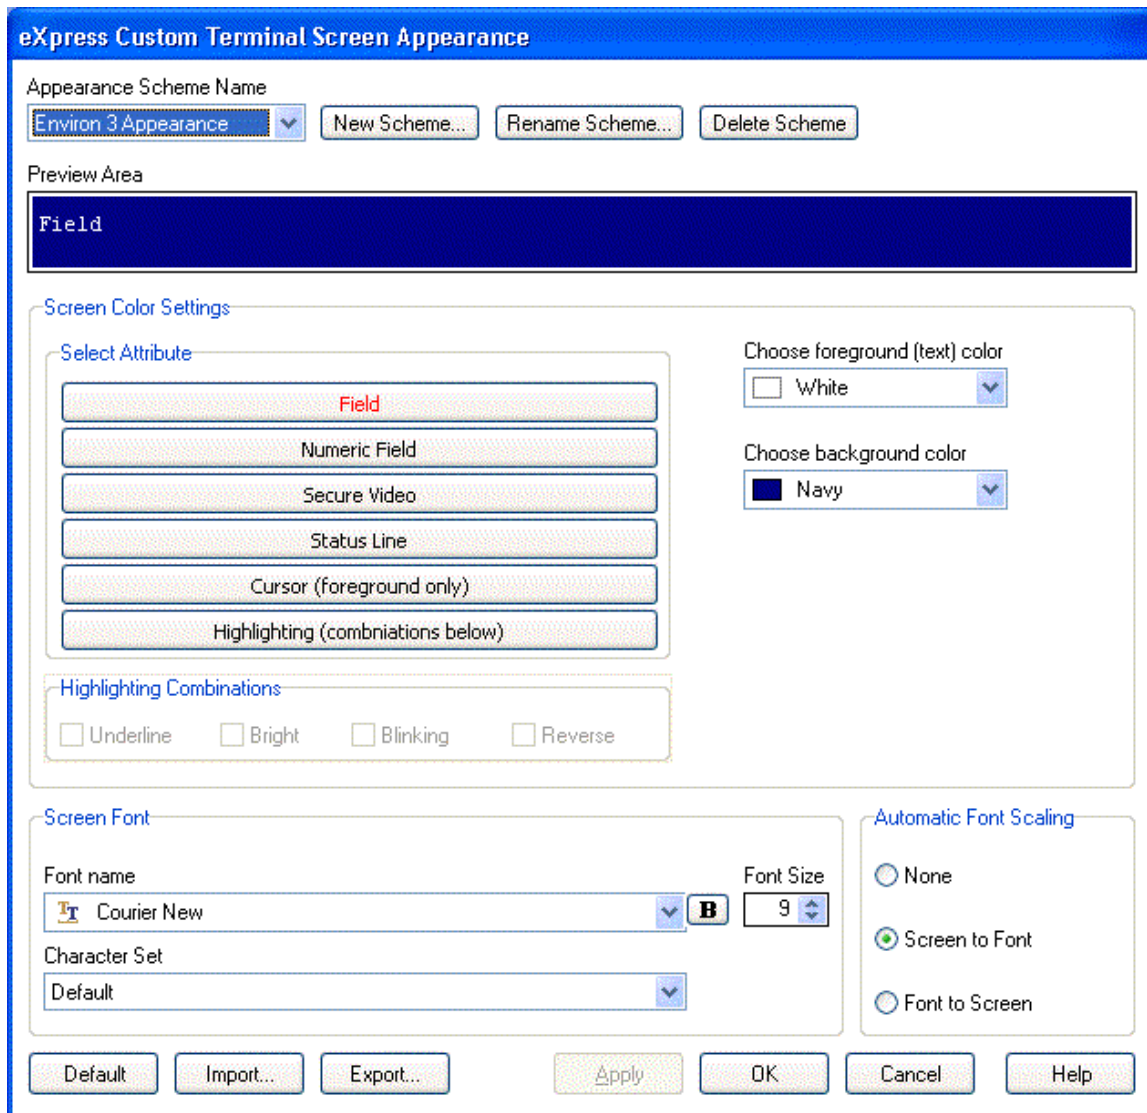 eXpress Custom Terminal Screen Appearance
Appearance Scheme Name
Environ 3 Appearance New Scheme... Rename Scheme... Delete Scheme
Preview Area
Field
Screen Color Settings
Select Attribute
Field
Numeric Field
Secure Video
Status Line
Cursor (foreground only)
Highlighting (combniations below)
Choose foreground (text) color
White
Choose background color
Navy
Highlighting Combinations
Underline Bright Blinking Reverse
Screen Font
Font name
Courier New B
Font Size
9
Character Set
Default
Automatic Font Scaling
None
Screen to Font
Font to Screen
Default Import... Export... Apply OK Cancel Help